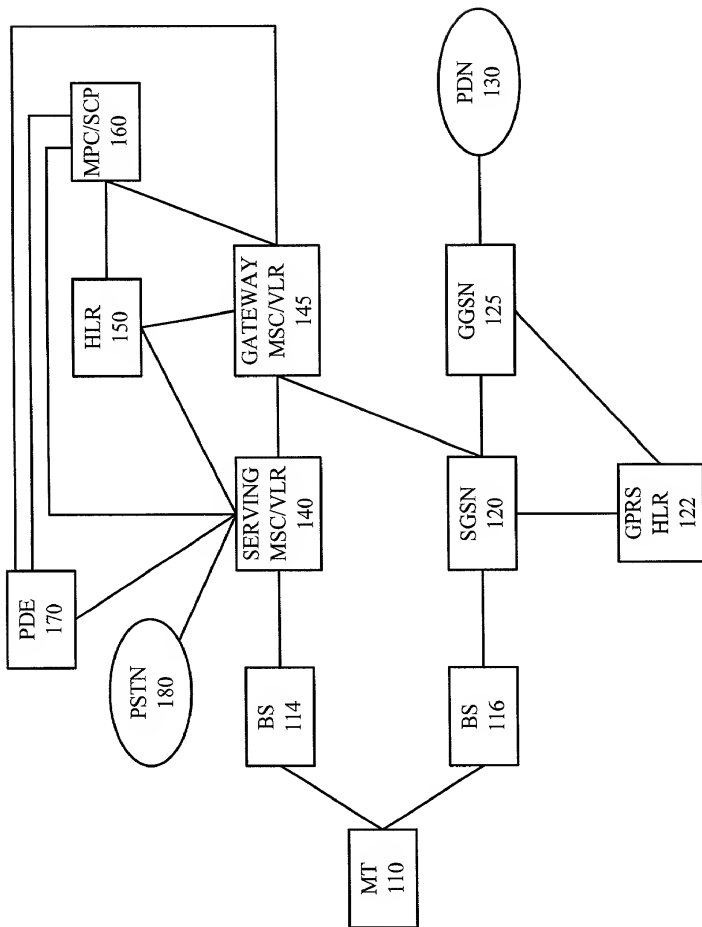 PDE
170
PSTN
180
MT
110
BS
114
BS
116
SERVING
MSC/VLR
140
SGSN
120
GPRS
HLR
122
HLR
150
GATEWAY
MSC/VLR
145
GGSN
125
MPC/SCP
160
PDN
130